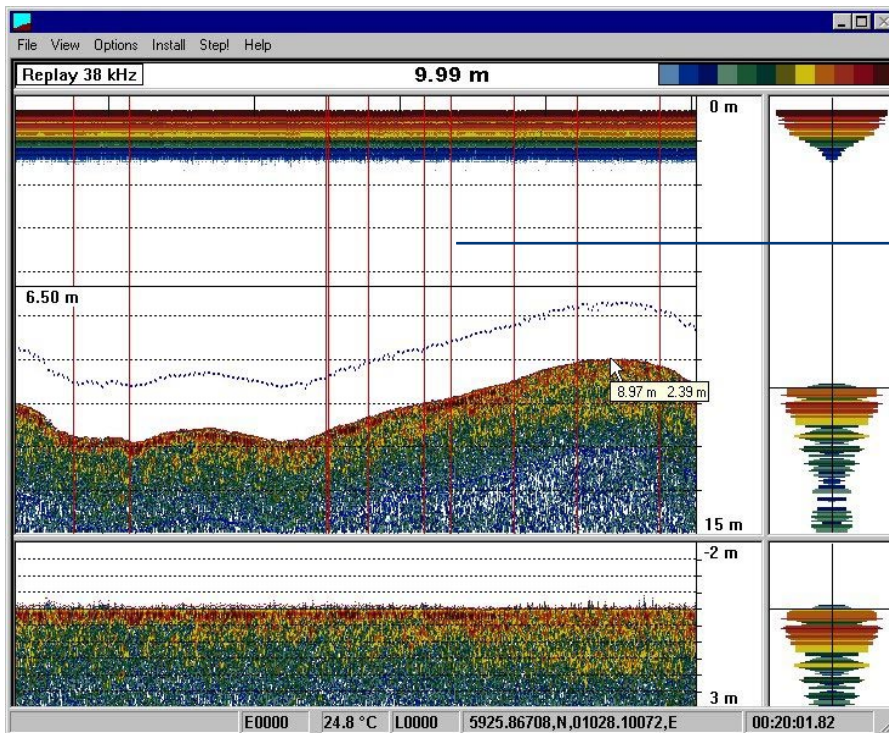 File View Options Install Step! Help
Replay 38 kHz 9.99 m
0 m
6.50 m
8.97 m 2.39 m
15 m
-2 m
3 m
E0000 24.8 °C L0000 5925.86708,N,01028.10072,E 00:20:01.82